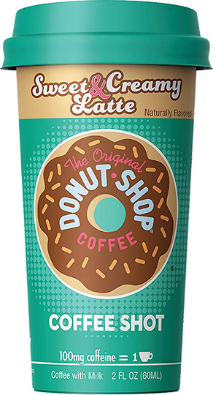 Sweet & Creamy
Latte
Naturally Flavored
The Original
DONUT•SHOP
COFFEE
COFFEE SHOT
100mg caffeine = 1
Coffee with Milk 2 FL OZ (60ML)